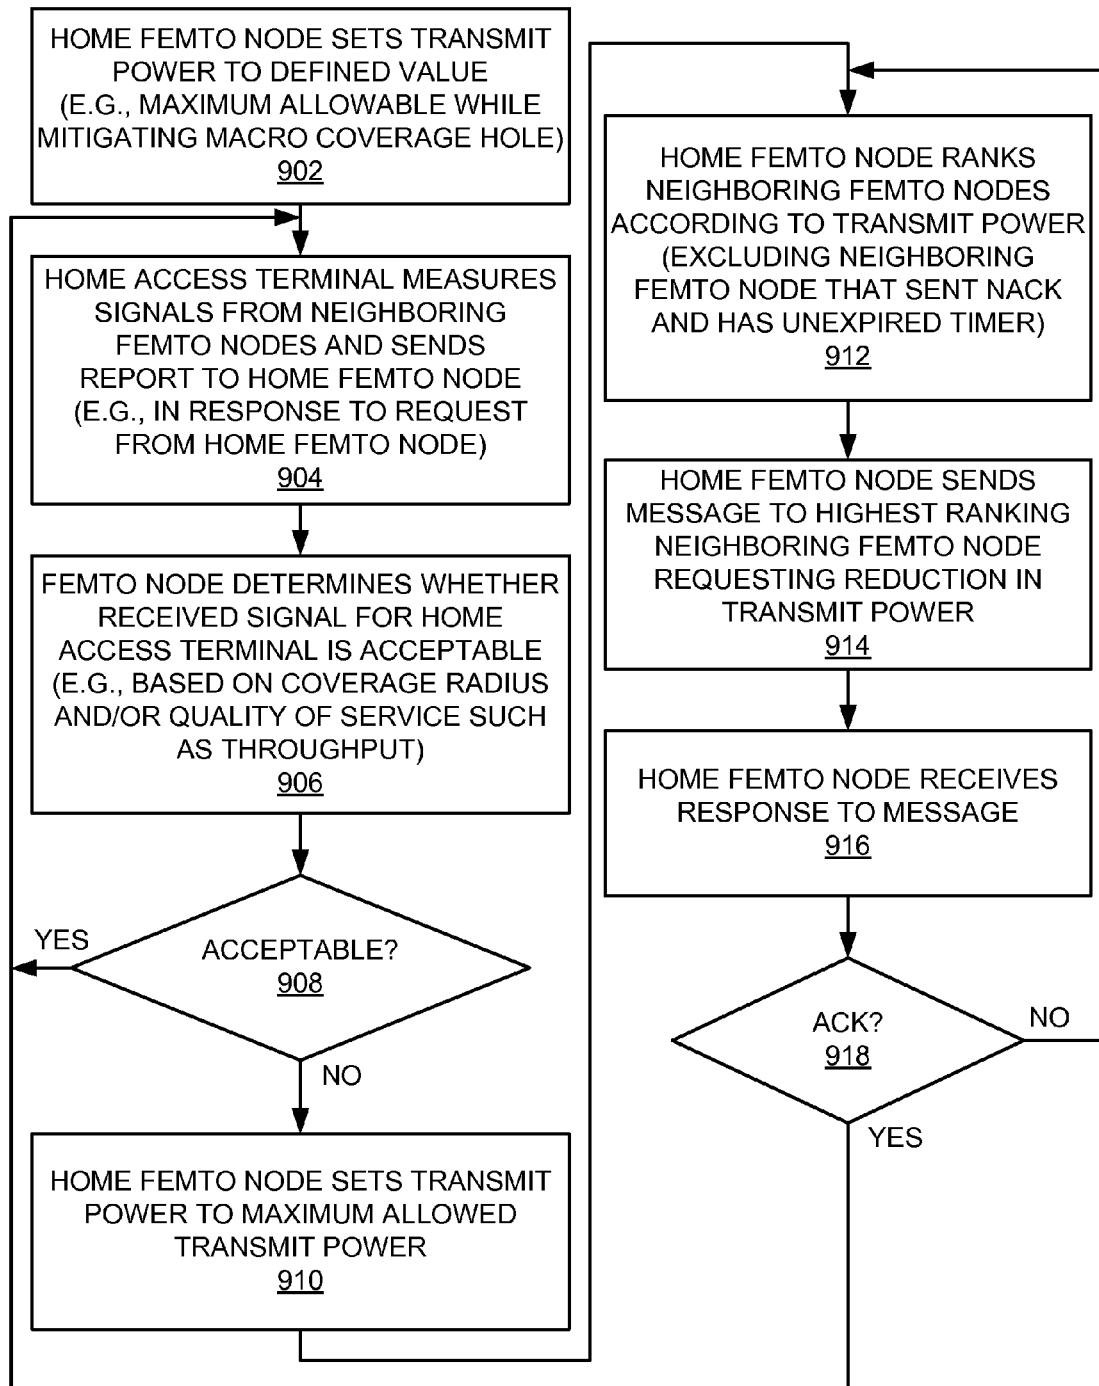 HOME FEMTO NODE SETS TRANSMIT
POWER TO DEFINED VALUE
(E.G., MAXIMUM ALLOWABLE WHILE
MITIGATING MACRO COVERAGE HOLE)
902
HOME ACCESS TERMINAL MEASURES
SIGNALS FROM NEIGHBORING
FEMTO NODES AND SENDS
REPORT TO HOME FEMTO NODE
(E.G., IN RESPONSE TO REQUEST
FROM HOME FEMTO NODE)
904
FEMTO NODE DETERMINES WHETHER
RECEIVED SIGNAL FOR HOME
ACCESS TERMINAL IS ACCEPTABLE
(E.G., BASED ON COVERAGE RADIUS
AND/OR QUALITY OF SERVICE SUCH
AS THROUGHPUT)
906
YES
ACCEPTABLE?
908
NO
HOME FEMTO NODE SETS TRANSMIT
POWER TO MAXIMUM ALLOWED
TRANSMIT POWER
910
HOME FEMTO NODE RANKS
NEIGHBORING FEMTO NODES
ACCORDING TO TRANSMIT POWER
(EXCLUDING NEIGHBORING
FEMTO NODE THAT SENT NACK
AND HAS UNEXPIRED TIMER)
912
HOME FEMTO NODE SENDS
MESSAGE TO HIGHEST RANKING
NEIGHBORING FEMTO NODE
REQUESTING REDUCTION IN
TRANSMIT POWER
914
HOME FEMTO NODE RECEIVES
RESPONSE TO MESSAGE
916
ACK?
918
NO
YES